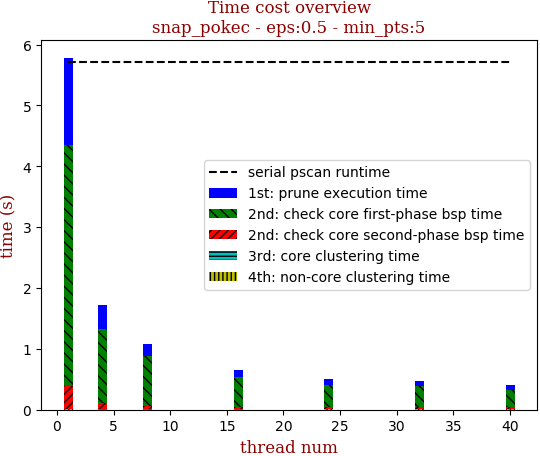 Time cost overview
snap_pokec - eps:0.5 - min_pts:5
time (s)
6
5
4
3
2
1
0
serial pscan runtime
1st: prune execution time
2nd: check core first-phase bsp time
2nd: check core second-phase bsp time
3rd: core clustering time
4th: non-core clustering time
0 5 10 15 20 25 30 35 40
thread num